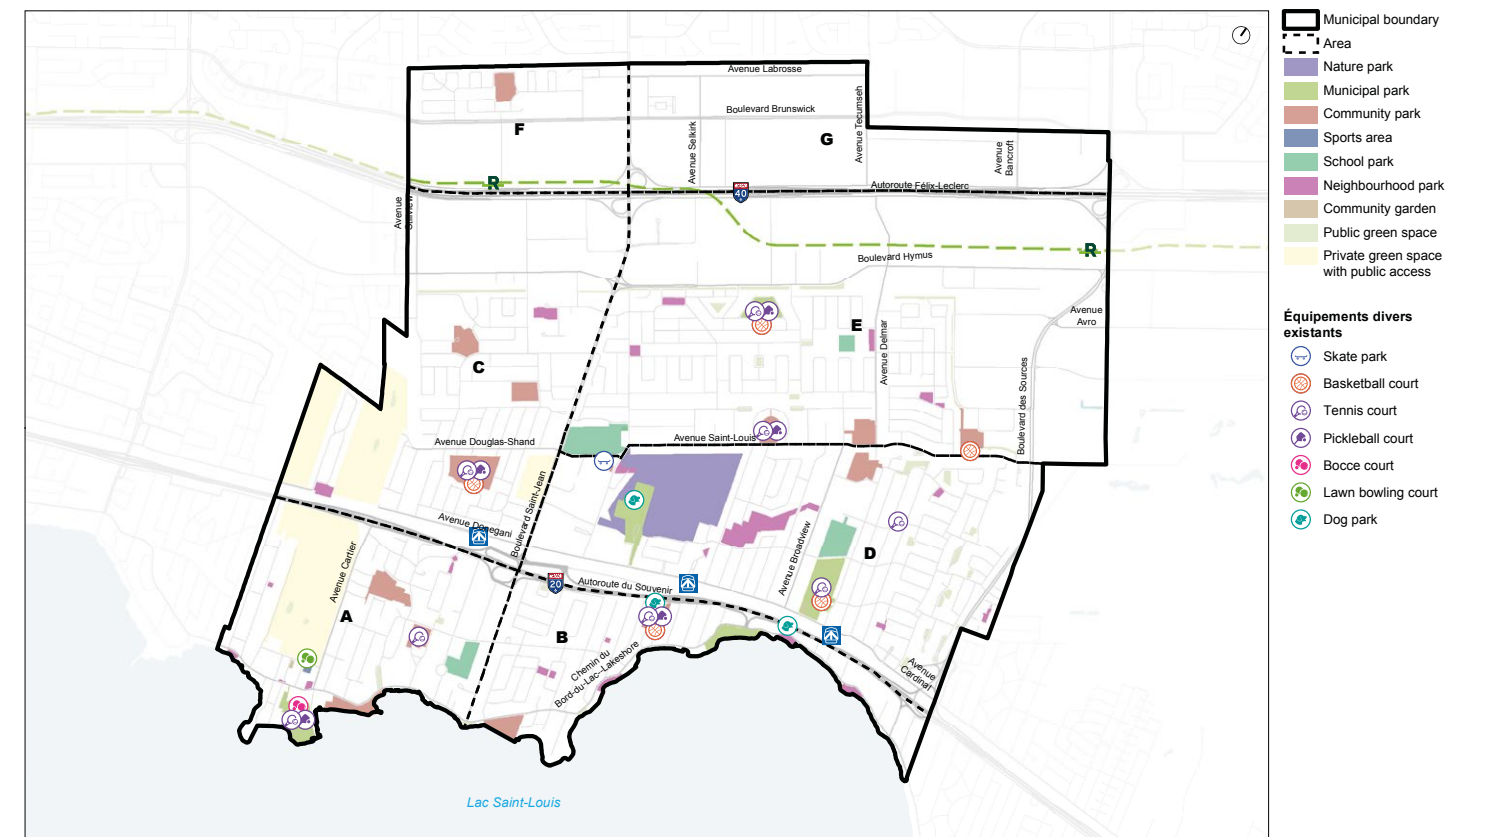 Avenue Labrosse
Boulevard Brunswick
Avenue Tecumseh
Avenue Selkirk
Avenue
Bancroft
F
G
R
Autoroute Félix-Leclerc
40
Avenue
R
Boulevard Hymus
Avenue
Avro
E
C
Avenue Delmar
Boulevard des Sources
Avenue Douglas-Shand
Avenue Saint-Louis
Boulevard Saint-Jean
Avenue Donegani
Avenue Broadview
D
Avenue Cartier
20
Autoroute du Souvenir
A
B
Chemin du
Bord-du-Lac--Lakeshore
Avenue
Cardinal
Lac Saint-Louis
Municipal boundary
Area
Nature park
Municipal park
Community park
Sports area
School park
Neighbourhood park
Community garden
Public green space
Private green space
with public access
Équipements divers
existants
Skate park
Basketball court
Tennis court
Pickleball court
Bocce court
Lawn bowling court
Dog park